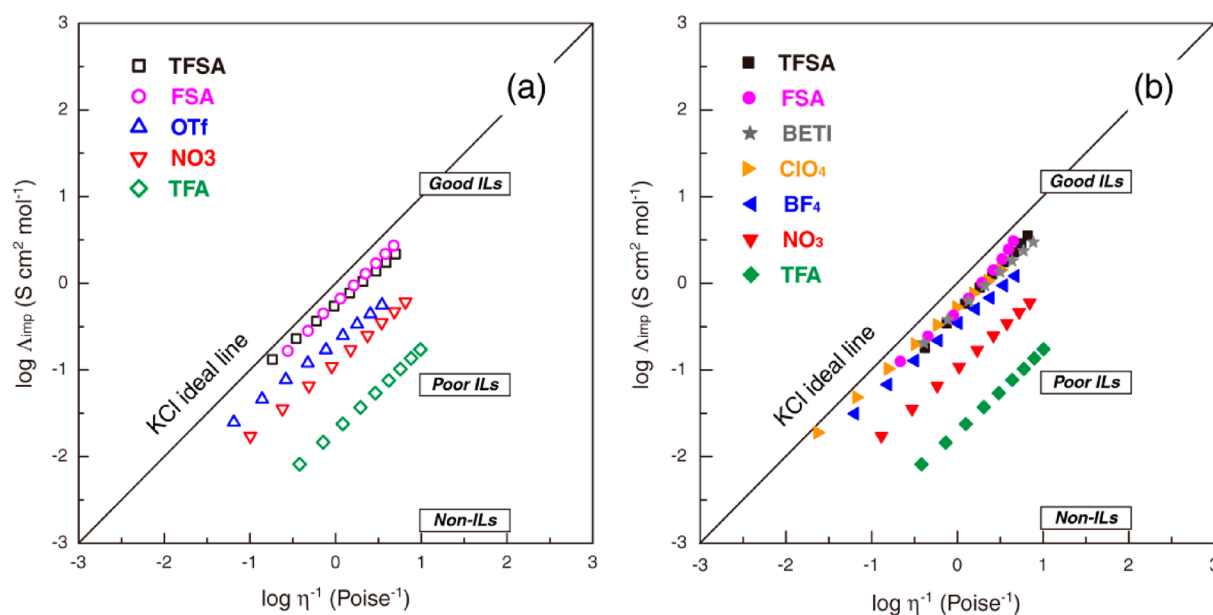 3
2
1
0
-1
-2
-3
-3
-2
-1
0
1
2
3
log Λimp (S cm² mol⁻¹)
log η⁻¹ (Poise⁻¹)
TFSA
FSA
OTf
NO3
TFA
(a)
Good ILs
KCl ideal line
Poor ILs
Non-ILs
3
2
1
0
-1
-2
-3
-3
-2
-1
0
1
2
3
log Λimp (S cm² mol⁻¹)
log η⁻¹ (Poise⁻¹)
TFSA
FSA
BETI
ClO₄
BF₄
NO₃
TFA
(b)
Good ILs
KCl ideal line
Poor ILs
Non-ILs